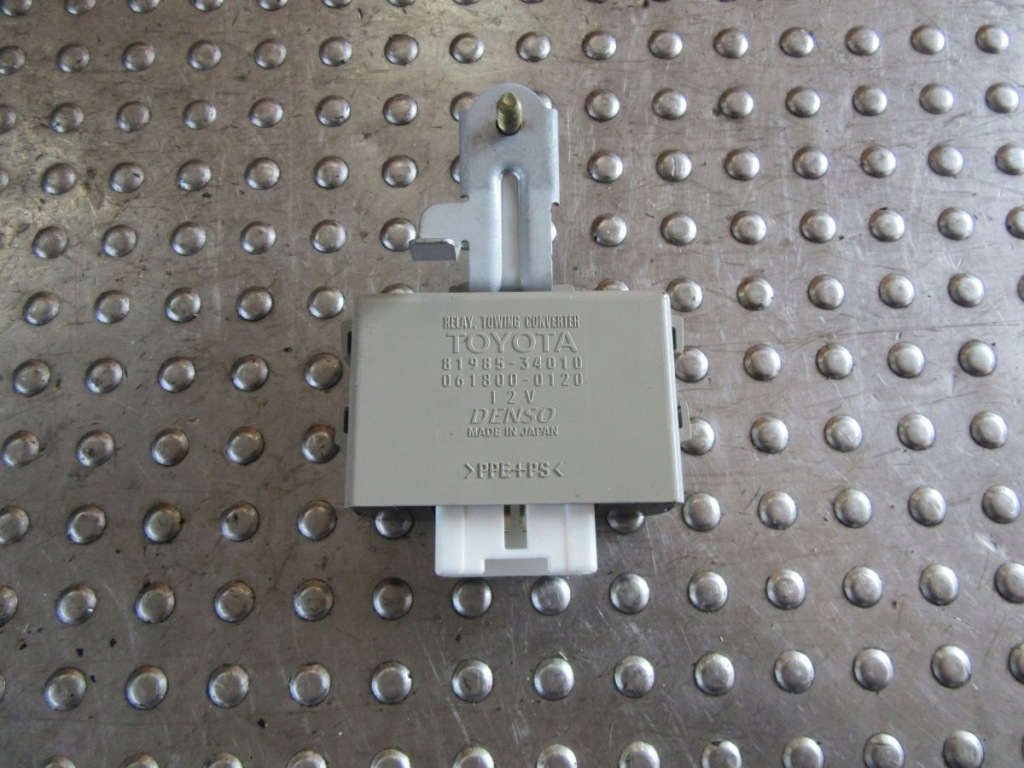 RELAY, TOWING CONVERTER
TOYOTA
81985-34010
061800-0120
12V
DENSO
MADE IN JAPAN
>PPE+PS<